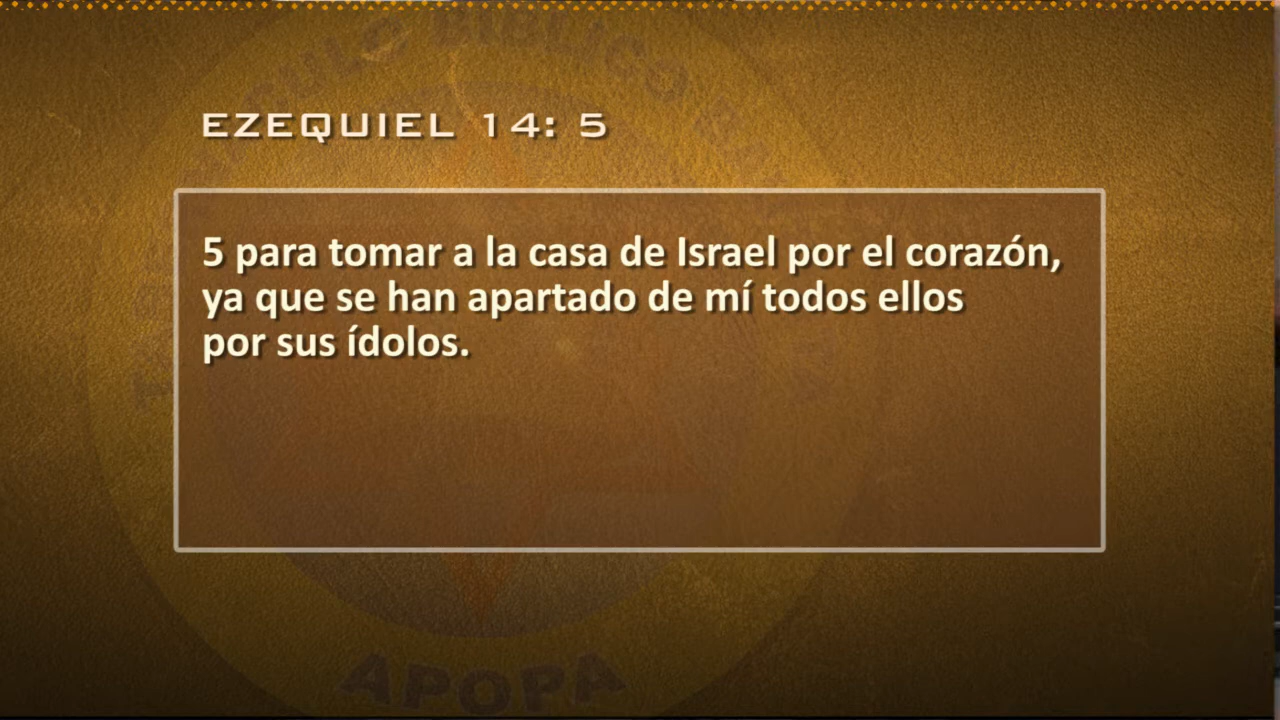 EZEQUIEL 14: 5
5 para tomar a la casa de Israel por el corazón,
ya que se han apartado de mí todos ellos
por sus ídolos.
APOPA